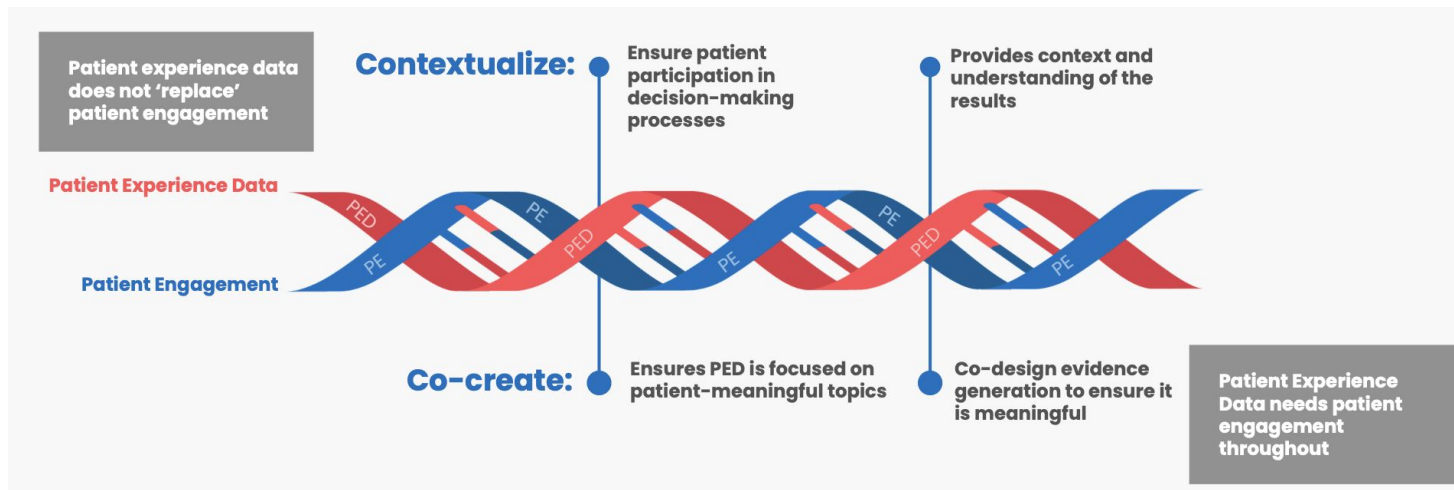 Patient experience data
does not ‘replace’
patient engagement
Contextualize:
Ensure patient
participation in
decision-making
processes
Provides context and
understanding of the
results
Patient Experience Data
PED
PE
PE
PED
PE
PE
PED
PE
Patient Engagement
Co-create:
Ensures PED is focused on
patient-meaningful topics
Co-design evidence
generation to ensure it
is meaningful
Patient Experience
Data needs patient
engagement
throughout